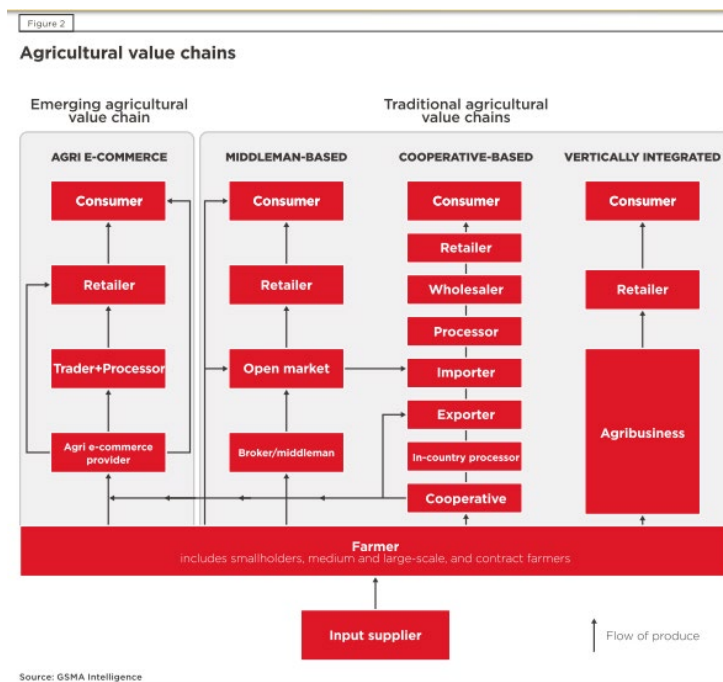 Figure 2
Agricultural value chains
Emerging agricultural
value chain
Traditional agricultural
value chains
AGRI E-COMMERCE
MIDDLEMAN-BASED
COOPERATIVE-BASED
VERTICALLY INTEGRATED
Consumer
Consumer
Consumer
Consumer
Retailer
Retailer
Retailer
Wholesaler
Retailer
Processor
Trader+Processor
Open market
Importer
Exporter
Agribusiness
Agri e-commerce
provider
Broker/middleman
In-country processor
Cooperative
Farmer
includes smallholders, medium and large-scale, and contract farmers
Input supplier
Flow of produce
Source: GSMA Intelligence